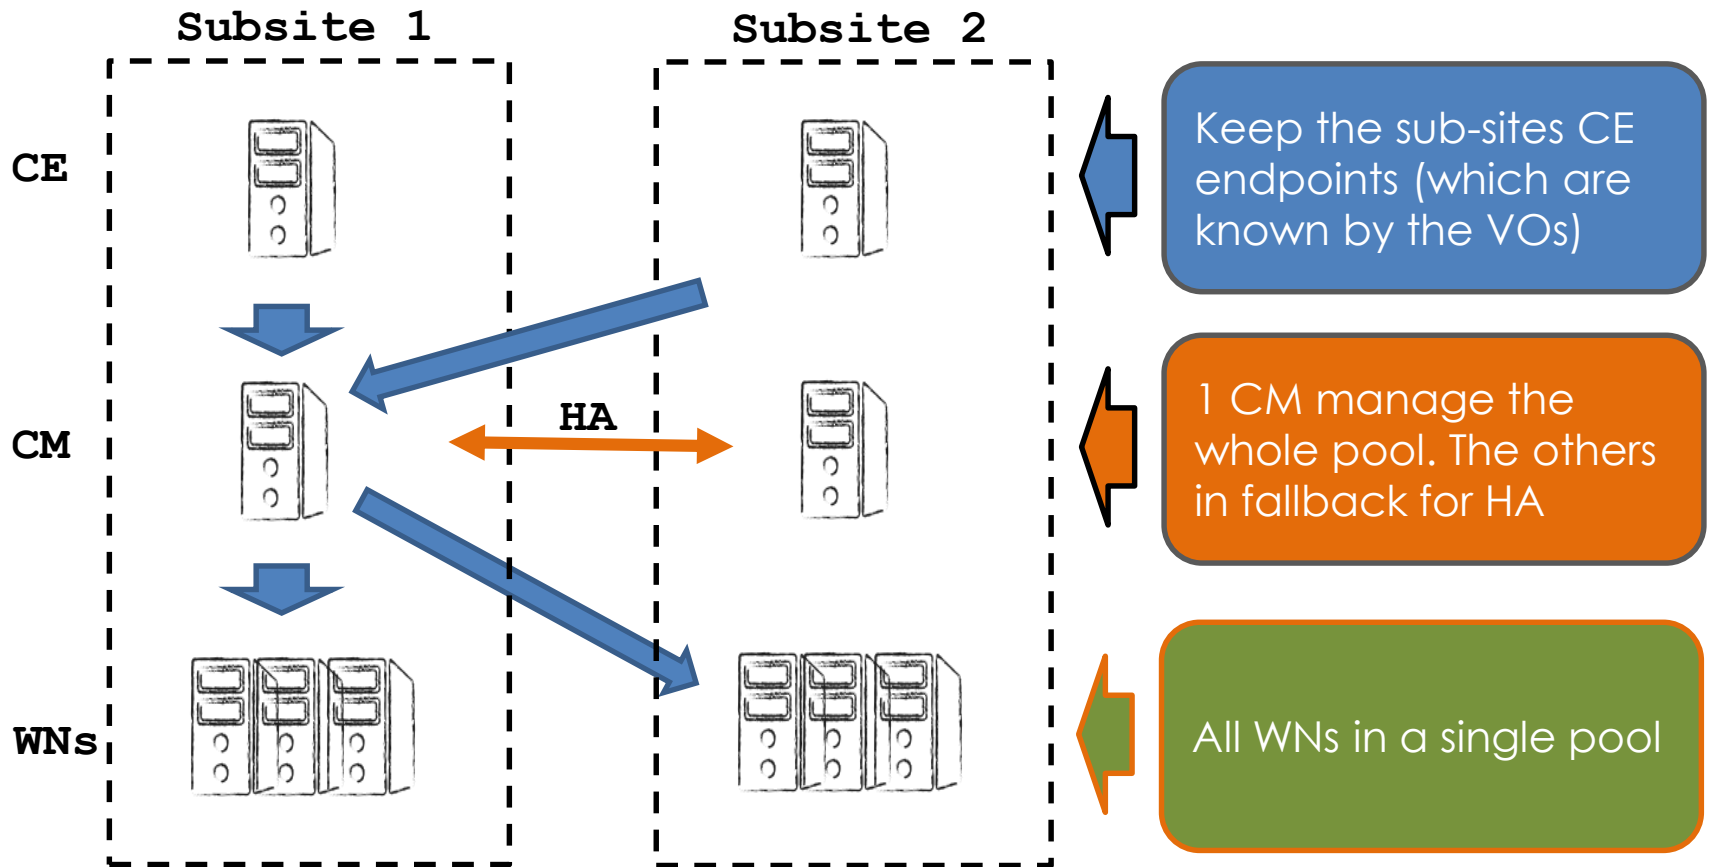 Subsite 1
Subsite 2
CE
Keep the sub-sites CE
endpoints (which are
known by the VOs)
CM
HA
1 CM manage the
whole pool. The others
in fallback for HA
WNs
All WNs in a single pool